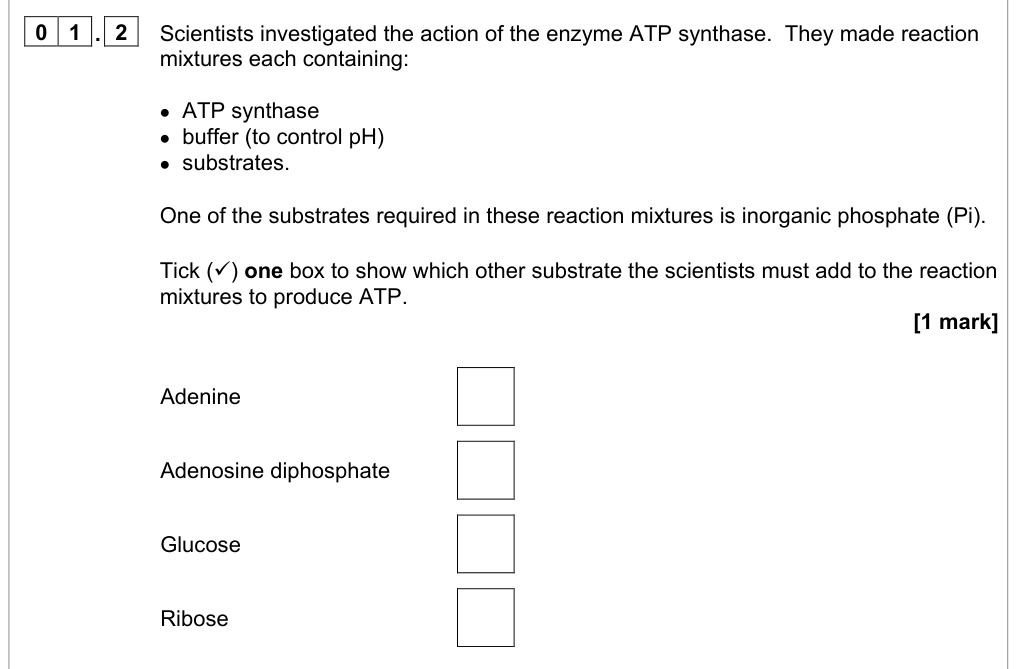 0 1 . 2 Scientists investigated the action of the enzyme ATP synthase. They made reaction
mixtures each containing:
• ATP synthase
• buffer (to control pH)
• substrates.
One of the substrates required in these reaction mixtures is inorganic phosphate (Pi).
Tick (✓) one box to show which other substrate the scientists must add to the reaction
mixtures to produce ATP.
[1 mark]
Adenine
Adenosine diphosphate
Glucose
Ribose